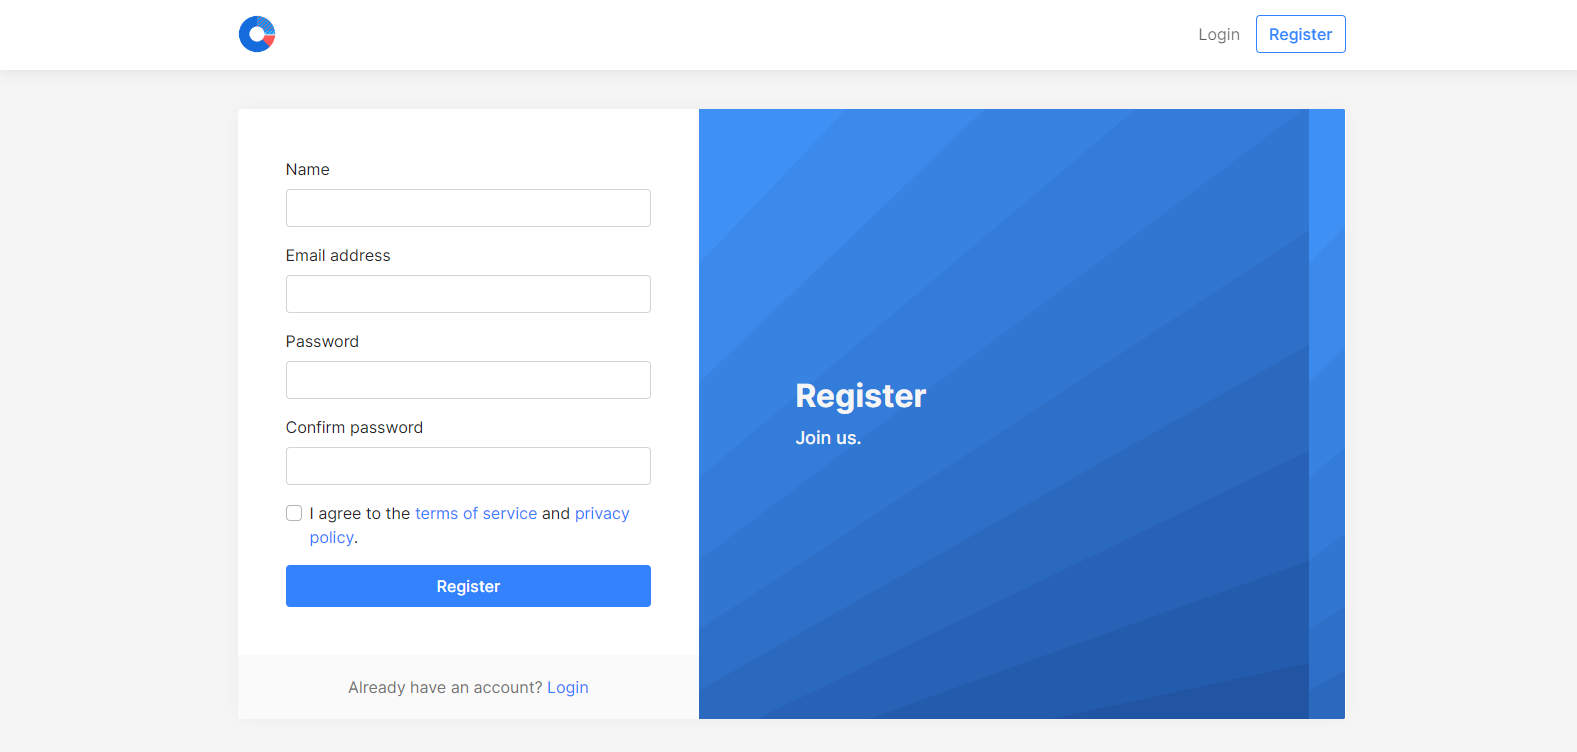 Login
Register
Name
Email address
Password
Confirm password
I agree to the terms of service and privacy
policy.
Register
Already have an account? Login
Register
Join us.